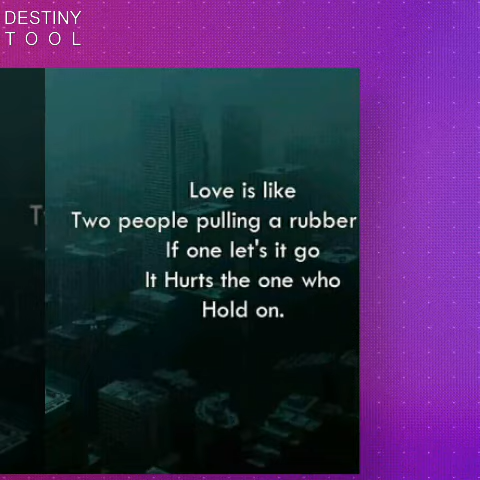 DESTINY
TOOL
Love is like
Two people pulling a rubber
If one let's it go
It Hurts the one who
Hold on.